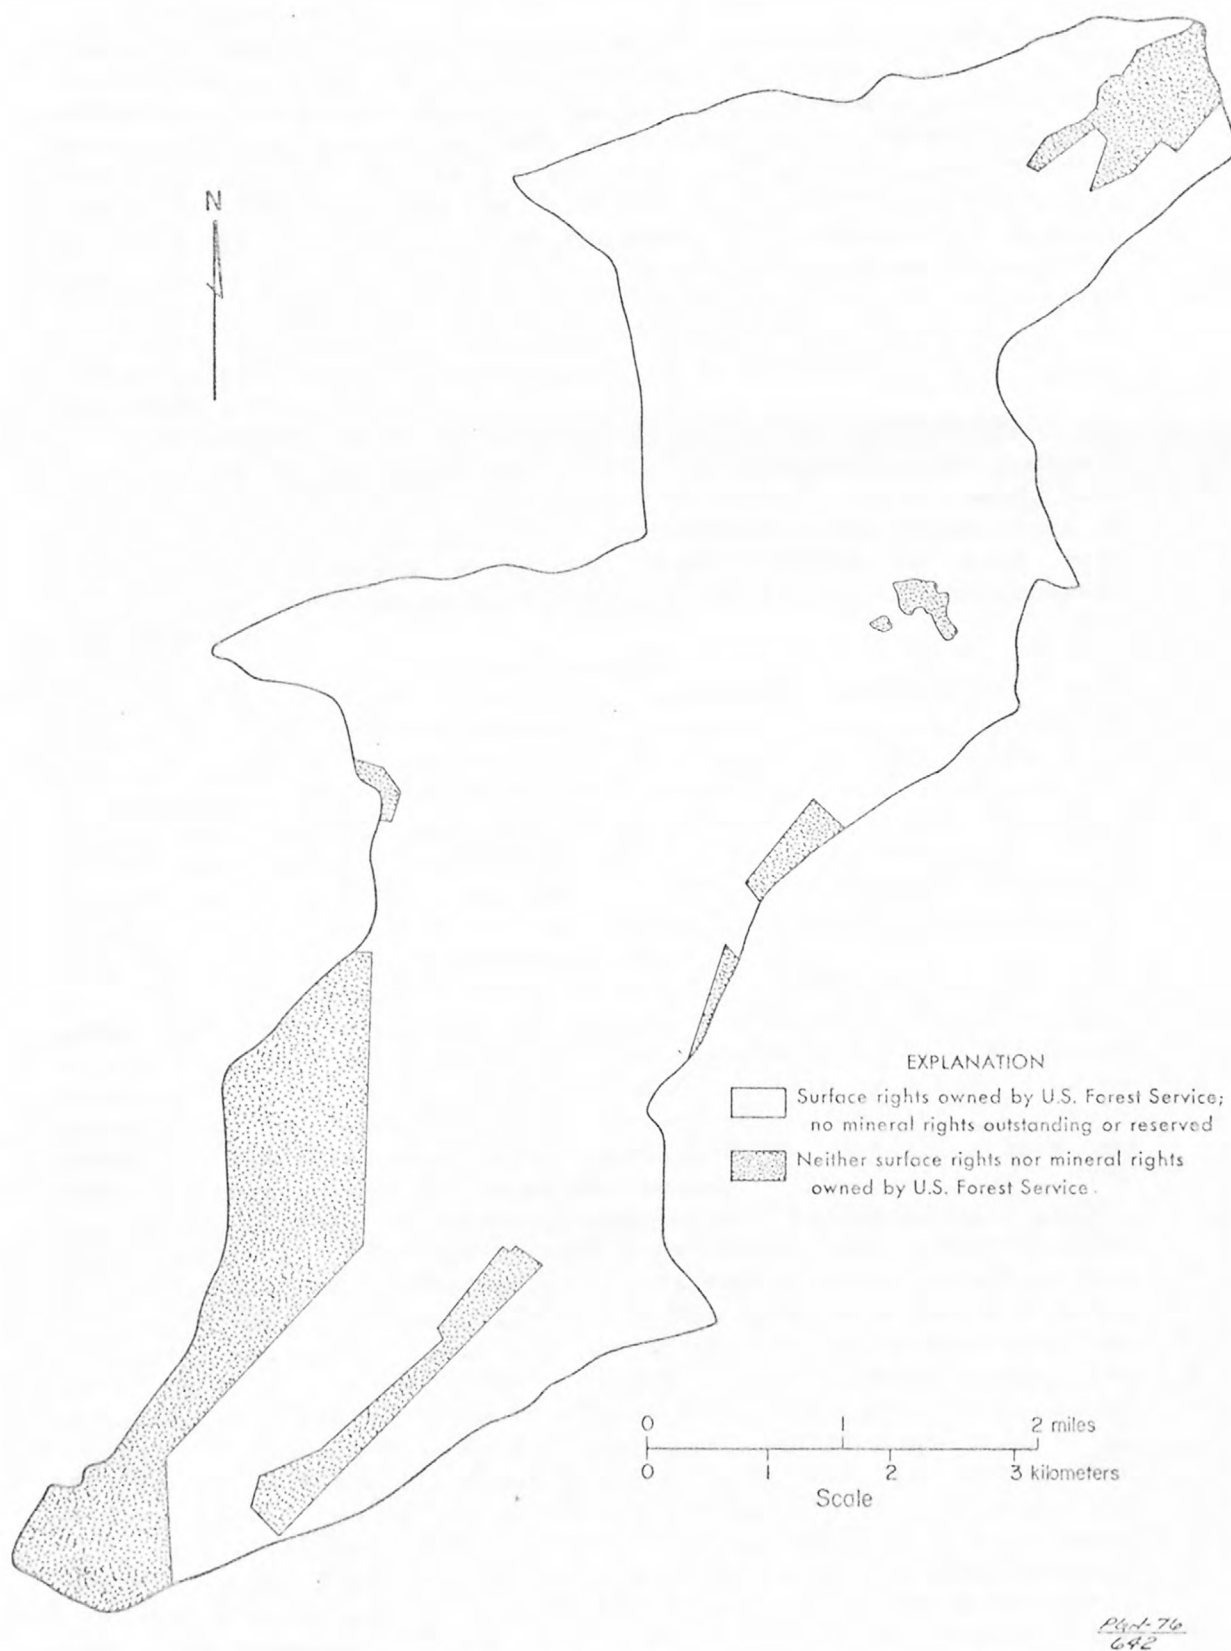 N
EXPLANATION
Surface rights owned by U.S. Forest Service;
no mineral rights outstanding or reserved
Neither surface rights nor mineral rights
owned by U.S. Forest Service.
0 1 2 miles
0 1 2 3 kilometers
Scale
642